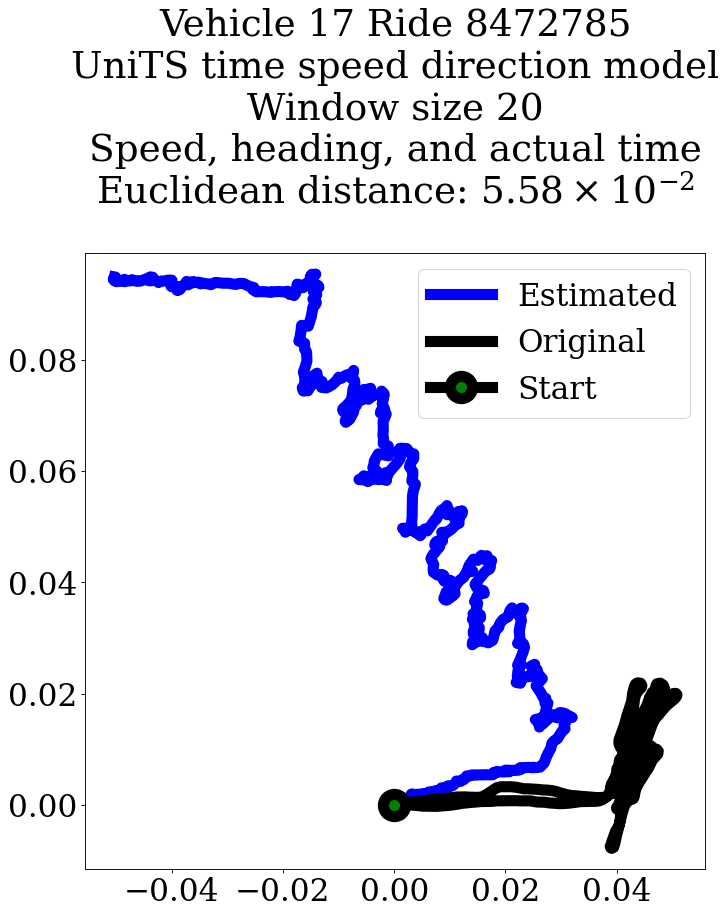 Vehicle 17 Ride 8472785
UniTS time speed direction model
Window size 20
Speed, heading, and actual time
Euclidean distance: 5.58 × 10⁻²
Estimated
Original
Start
0.08
0.06
0.04
0.02
0.00
−0.04 −0.02 0.00 0.02 0.04